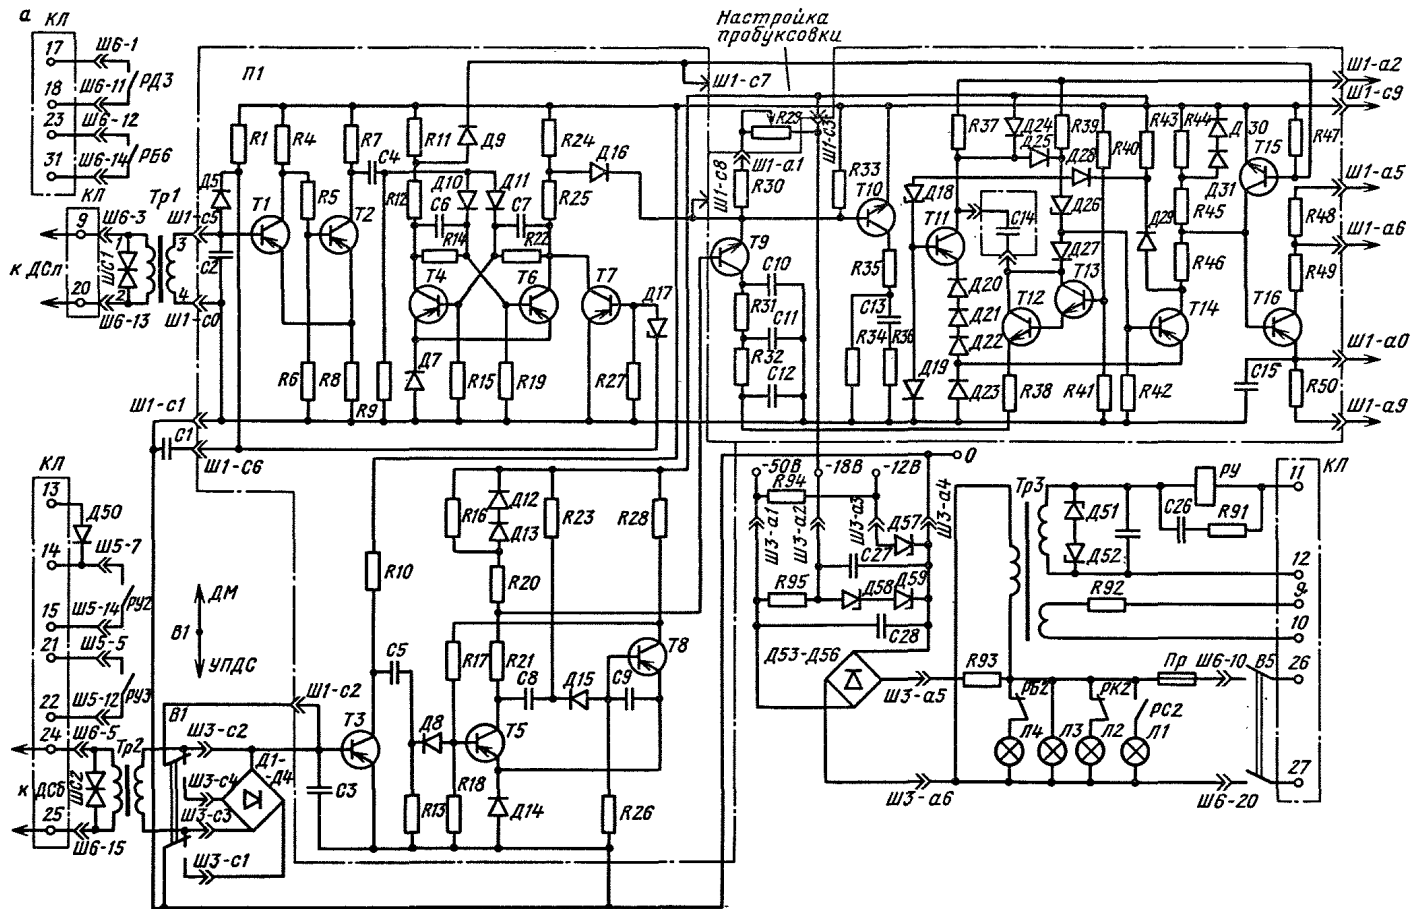 а
КЛ
17
Ш6-1
Ш6-11
РД3
18
23
Ш6-12
РБ6
31
Ш6-14
КЛ
9
Ш6-3
Тр1
Ш1-с5
1
3
к ДСл
ШС1
20
2
4
Ш6-13
Ш1-с0
П1
R1
R4
R7
R11
Д9
R24
Д16
Д5
R5
C4
Д10
Д11
R25
T1
T2
R12
C6
C7
C2
R14
R22
T4
T6
T7
Д17
R6
R8
Д7
R9
R15
R19
R27
Ш1-с1
C1
Ш1-С6
Настройка
пробуксовки
Ш1-с7
R29
Ш1-с3
Ш1-с8
Ш1-а1
R30
R33
T10
T9
C10
R31
C11
R32
C12
R35
C13
R34
R36
Д18
T11
Д19
Д20
Д21
Д22
Д23
R37
Д24
Д25
R39
Д28
R40
R43
R44
Д30
Д31
T15
R47
C14
Д26
Д27
Д29
R45
R46
R48
R49
T12
T13
T14
T16
R38
R41
R42
C15
R50
Ш1-а2
Ш1-с9
Ш1-а5
Ш1-а6
Ш1-а0
Ш1-а9
КЛ
13
Д50
14
Ш5-7
15
Ш5-14
РУ2
21
Ш5-5
22
Ш5-12
РУ3
24
Ш6-5
к ДСб
ШС2
25
Ш6-15
Тр2
ДМ
В1
УПДС
В1
Ш3-с2
Ш1-с2
Ш3-с4
Ш3-с3
Ш3-с1
Д1-
-Д4
C3
T3
R10
R16
Д12
Д13
R23
R28
R20
C5
R17
R21
T8
C8
Д15
C9
Д8
T5
R13
R18
Д14
R26
-50В
-18В
-12В
0
R94
Ш3-а1
Ш3-а2
Ш3-а3
Ш3-а4
Д57
C27
R95
Д58
Д59
C28
Д53-Д56
Ш3-а5
Ш3-а6
R93
Тр3
Д51
Д52
C26
РУ
R91
R92
КЛ
11
12
9
10
26
27
РБ2
РК2
РС2
Л4
Л3
Л2
Л1
Пр
Ш6-10
В5
Ш6-20